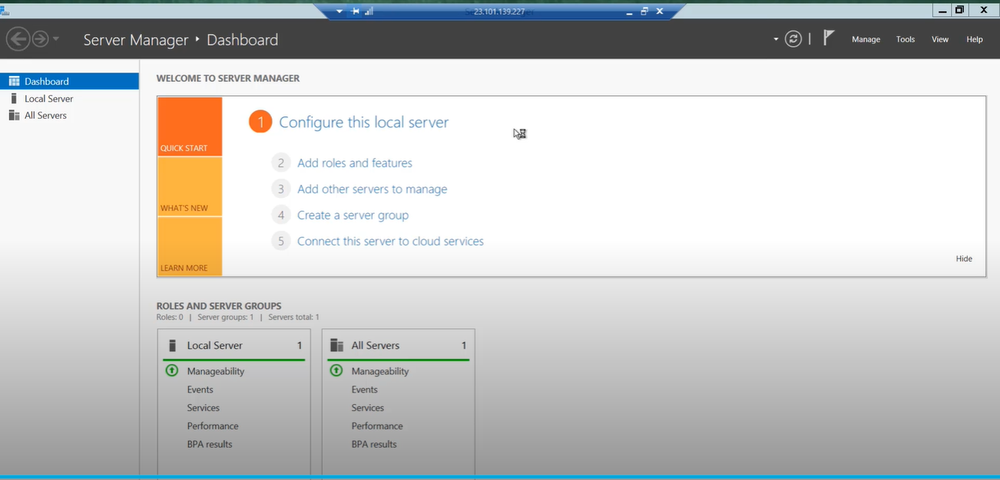 23.101.139.227
Server Manager ‣ Dashboard
Manage Tools View Help
Dashboard
Local Server
All Servers
WELCOME TO SERVER MANAGER
QUICK START
WHAT'S NEW
LEARN MORE
1 Configure this local server
2 Add roles and features
3 Add other servers to manage
4 Create a server group
5 Connect this server to cloud services
Hide
ROLES AND SERVER GROUPS
Roles: 0 | Server groups: 1 | Servers total: 1
Local Server 1
Manageability
Events
Services
Performance
BPA results
All Servers 1
Manageability
Events
Services
Performance
BPA results